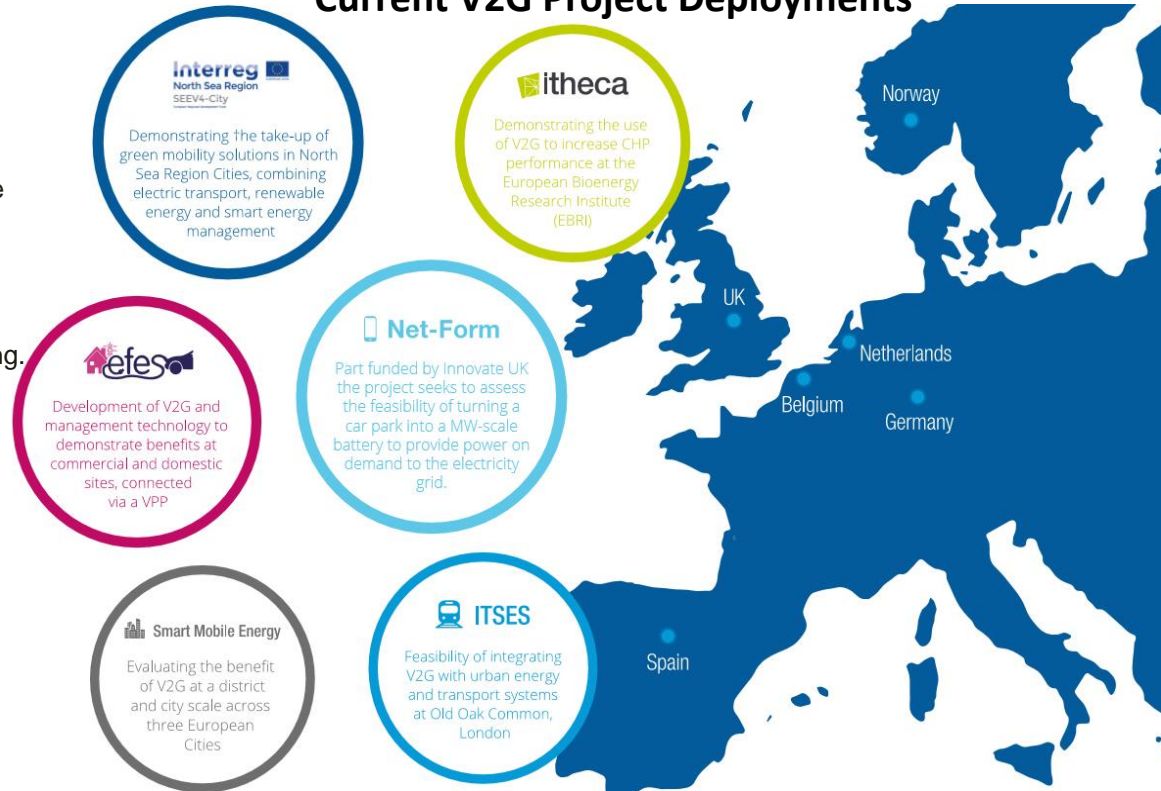 Current V2G Project Deployments
Interreg
North Sea Region
SEEV4-City
Demonstrating the take-up of
green mobility solutions in North
Sea Region Cities, combining
electric transport, renewable
energy and smart energy
management
itheca
Demonstrating the use
of V2G to increase CHP
performance at the
European Bioenergy
Research Institute
(EBRI)
efes
Development of V2G and
management technology to
demonstrate benefits at
commercial and domestic
sites, connected
via a VPP
Net-Form
Part funded by Innovate UK
the project seeks to assess
the feasibility of turning a
car park into a MW-scale
battery to provide power on
demand to the electricity
grid.
Smart Mobile Energy
Evaluating the benefit
of V2G at a district
and city scale across
three European
Cities
ITSES
Feasibility of integrating
V2G with urban energy
and transport systems
at Old Oak Common,
London
Norway
UK
Netherlands
Belgium
Germany
Spain